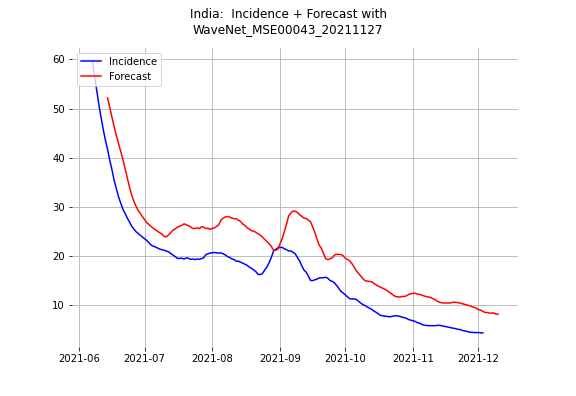 India:  Incidence + Forecast with
WaveNet_MSE00043_20211127
Incidence
Forecast
60
50
40
30
20
10
2021-06 2021-07 2021-08 2021-09 2021-10 2021-11 2021-12